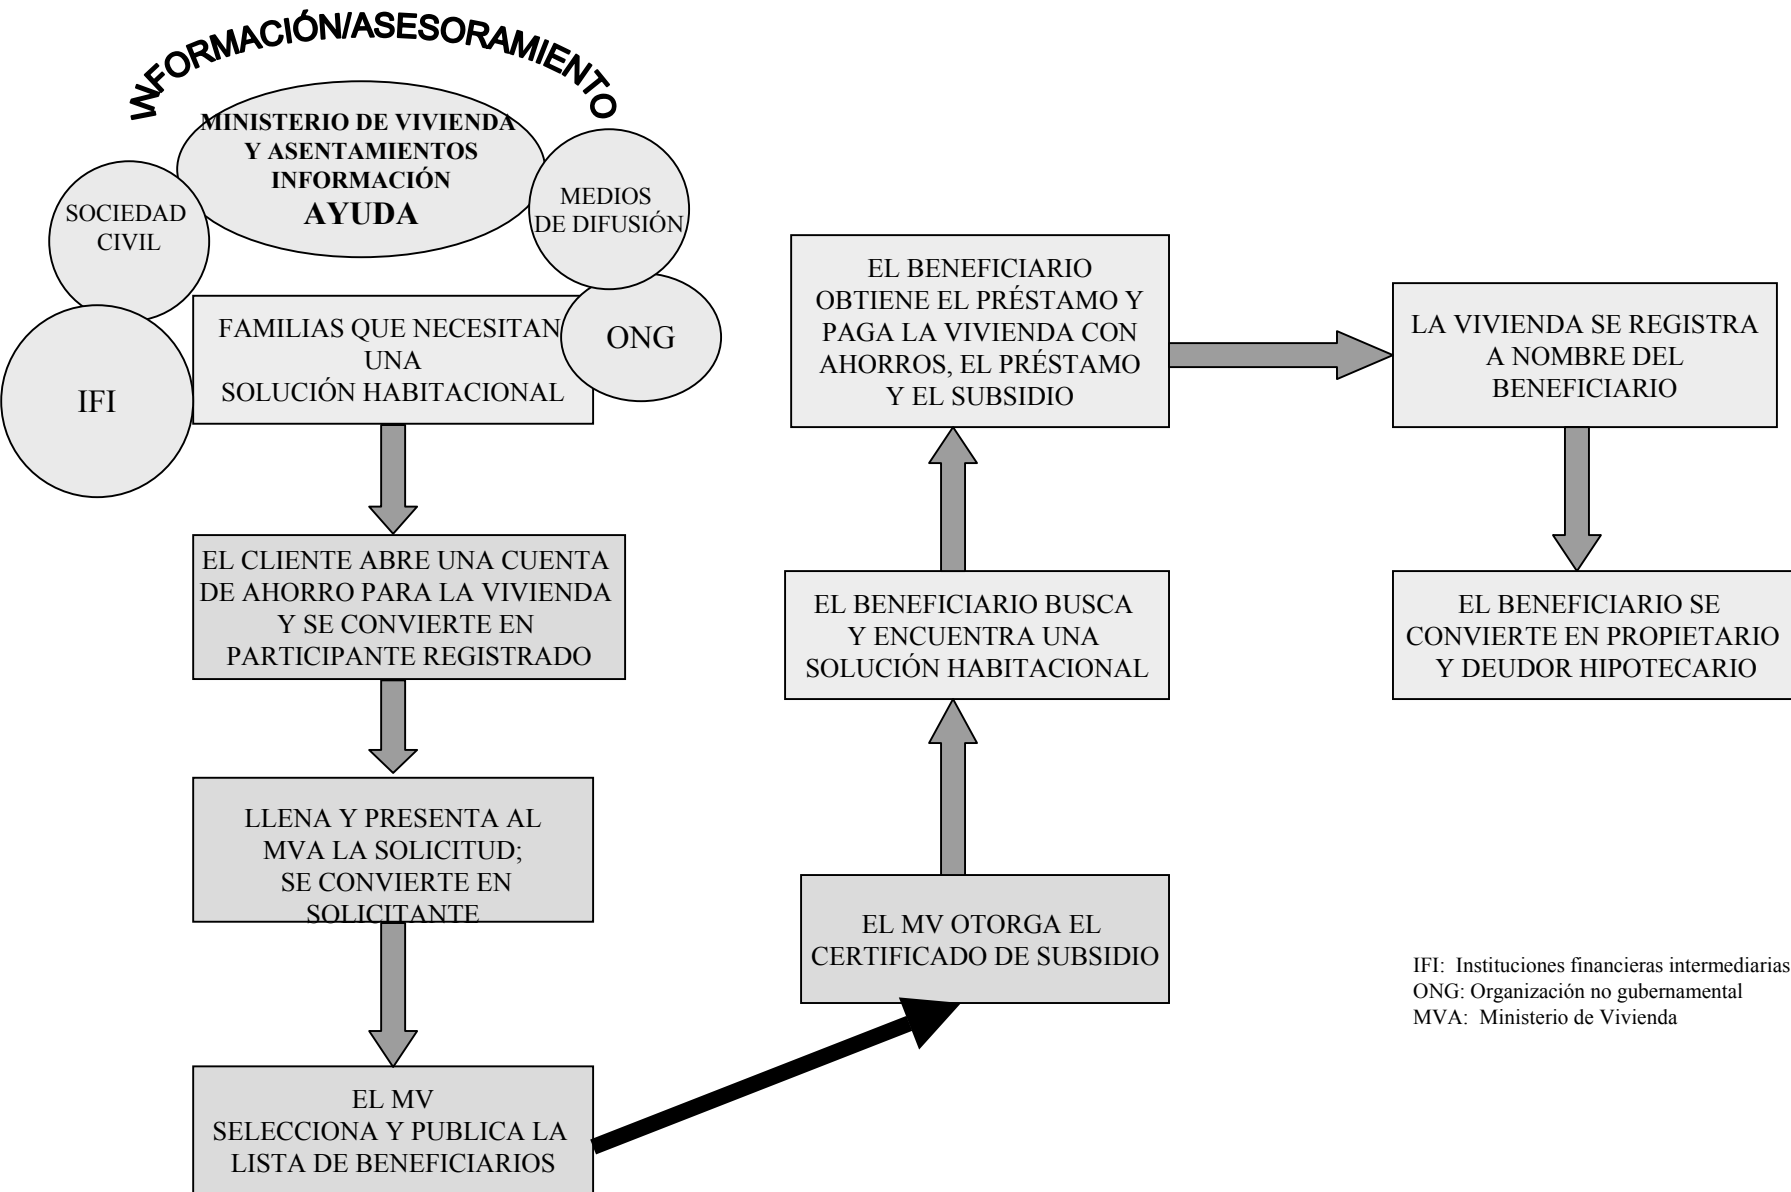 INFORMACIÓN/ASESORAMIENTO
MINISTERIO DE VIVIENDA
Y ASENTAMIENTOS
INFORMACIÓN
AYUDA
SOCIEDAD
CIVIL
MEDIOS
DE DIFUSIÓN
IFI
ONG
FAMILIAS QUE NECESITAN
UNA
SOLUCIÓN HABITACIONAL
EL CLIENTE ABRE UNA CUENTA
DE AHORRO PARA LA VIVIENDA
Y SE CONVIERTE EN
PARTICIPANTE REGISTRADO
LLENA Y PRESENTA AL
MVA LA SOLICITUD;
SE CONVIERTE EN
SOLICITANTE
EL MV
SELECCIONA Y PUBLICA LA
LISTA DE BENEFICIARIOS
EL MV OTORGA EL
CERTIFICADO DE SUBSIDIO
EL BENEFICIARIO BUSCA
Y ENCUENTRA UNA
SOLUCIÓN HABITACIONAL
EL BENEFICIARIO
OBTIENE EL PRÉSTAMO Y
PAGA LA VIVIENDA CON
AHORROS, EL PRÉSTAMO
Y EL SUBSIDIO
LA VIVIENDA SE REGISTRA
A NOMBRE DEL
BENEFICIARIO
EL BENEFICIARIO SE
CONVIERTE EN PROPIETARIO
Y DEUDOR HIPOTECARIO
IFI: Instituciones financieras intermediarias
ONG: Organización no gubernamental
MVA: Ministerio de Vivienda